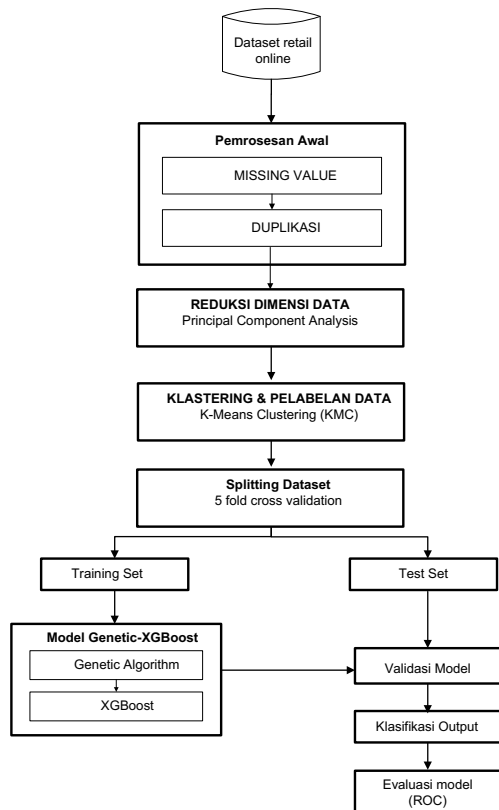 Dataset retail
online
Pemrosesan Awal
MISSING VALUE
DUPLIKASI
REDUKSI DIMENSI DATA
Principal Component Analysis
KLASTERING & PELABELAN DATA
K-Means Clustering (KMC)
Splitting Dataset
5 fold cross validation
Training Set
Test Set
Model Genetic-XGBoost
Genetic Algorithm
XGBoost
Validasi Model
Klasifikasi Output
Evaluasi model
(ROC)